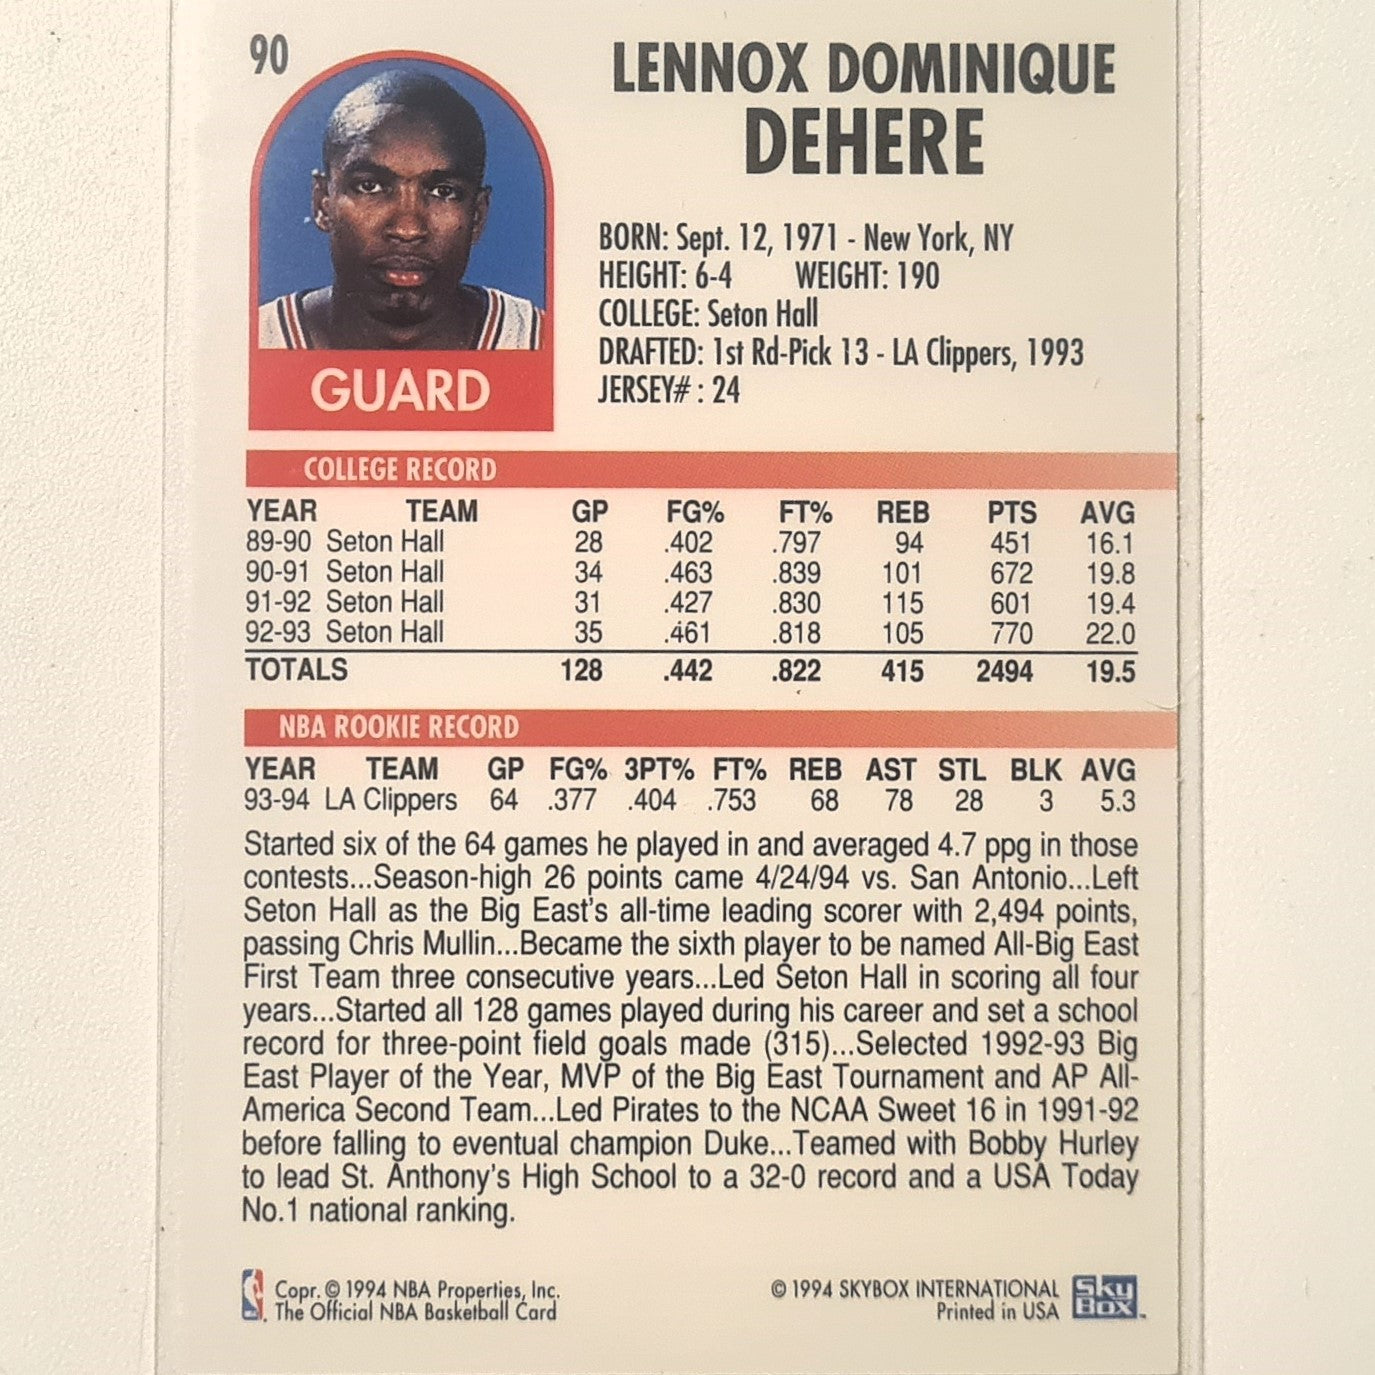 90
LENNOX DOMINIQUE
DEHERE
BORN: Sept. 12, 1971 - New York, NY
HEIGHT: 6-4 WEIGHT: 190
COLLEGE: Seton Hall
DRAFTED: 1st Rd-Pick 13 - LA Clippers, 1993
JERSEY# : 24
GUARD
COLLEGE RECORD
YEAR TEAM GP FG% FT% REB PTS AVG
89-90 Seton Hall 28 .402 .797 94 451 16.1
90-91 Seton Hall 34 .463 .839 101 672 19.8
91-92 Seton Hall 31 .427 .830 115 601 19.4
92-93 Seton Hall 35 .461 .818 105 770 22.0
TOTALS 128 .442 .822 415 2494 19.5
NBA ROOKIE RECORD
YEAR TEAM GP FG% 3PT% FT% REB AST STL BLK AVG
93-94 LA Clippers 64 .377 .404 .753 68 78 28 3 5.3
Started six of the 64 games he played in and averaged 4.7 ppg in those
contests...Season-high 26 points came 4/24/94 vs. San Antonio...Left
Seton Hall as the Big East's all-time leading scorer with 2,494 points,
passing Chris Mullin...Became the sixth player to be named All-Big East
First Team three consecutive years...Led Seton Hall in scoring all four
years...Started all 128 games played during his career and set a school
record for three-point field goals made (315)...Selected 1992-93 Big
East Player of the Year, MVP of the Big East Tournament and AP All-
America Second Team...Led Pirates to the NCAA Sweet 16 in 1991-92
before falling to eventual champion Duke...Teamed with Bobby Hurley
to lead St. Anthony's High School to a 32-0 record and a USA Today
No.1 national ranking.
Copr. © 1994 NBA Properties, Inc.
The Official NBA Basketball Card
© 1994 SKYBOX INTERNATIONAL
Printed in USA
Sky
Box